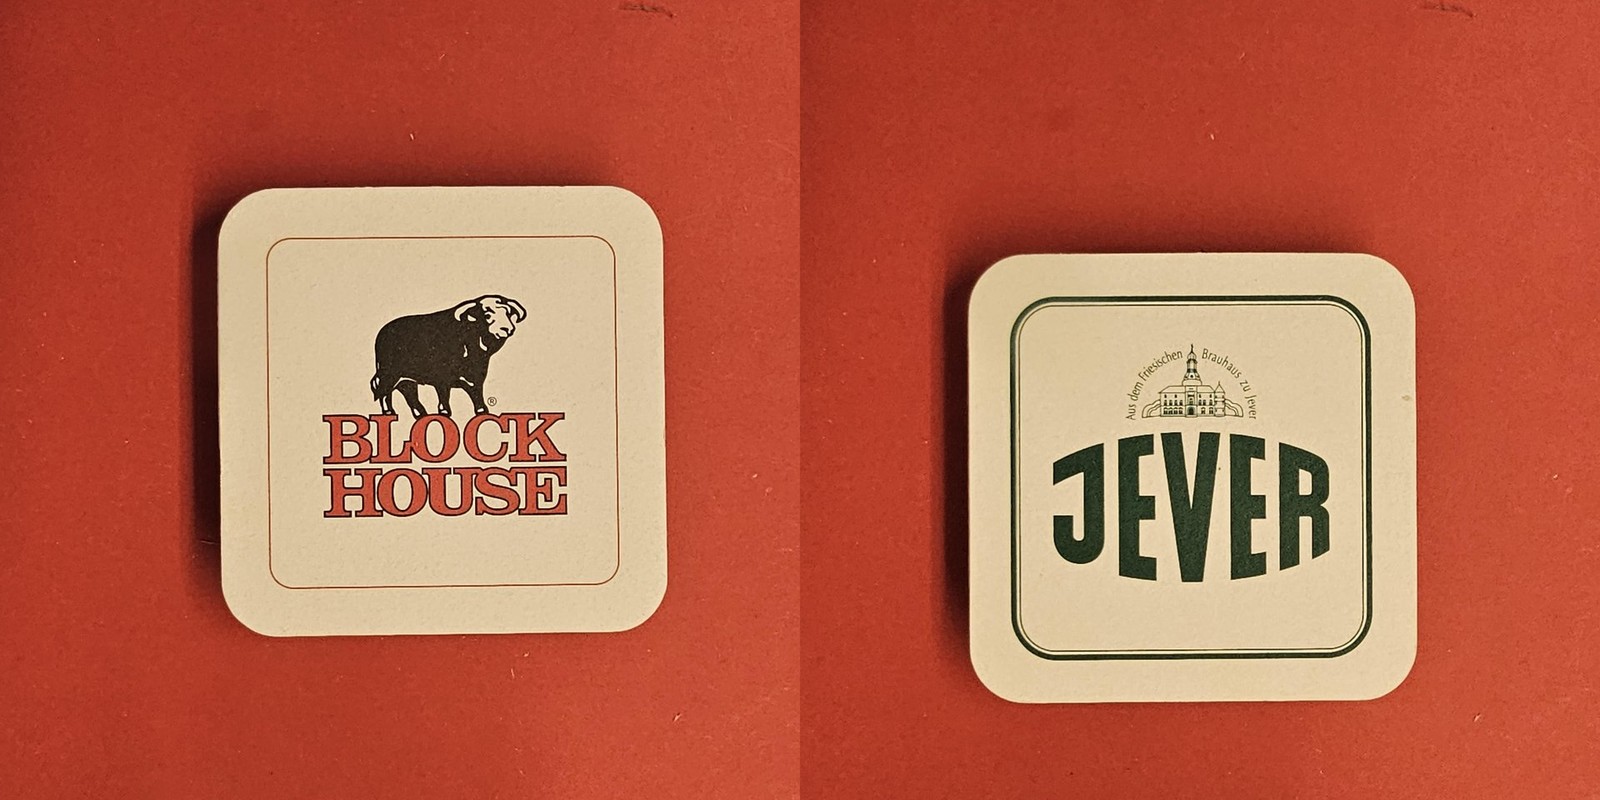 ®
BLOCK
HOUSE
Aus dem Friesischen Brauhaus zu Jever
JEVER